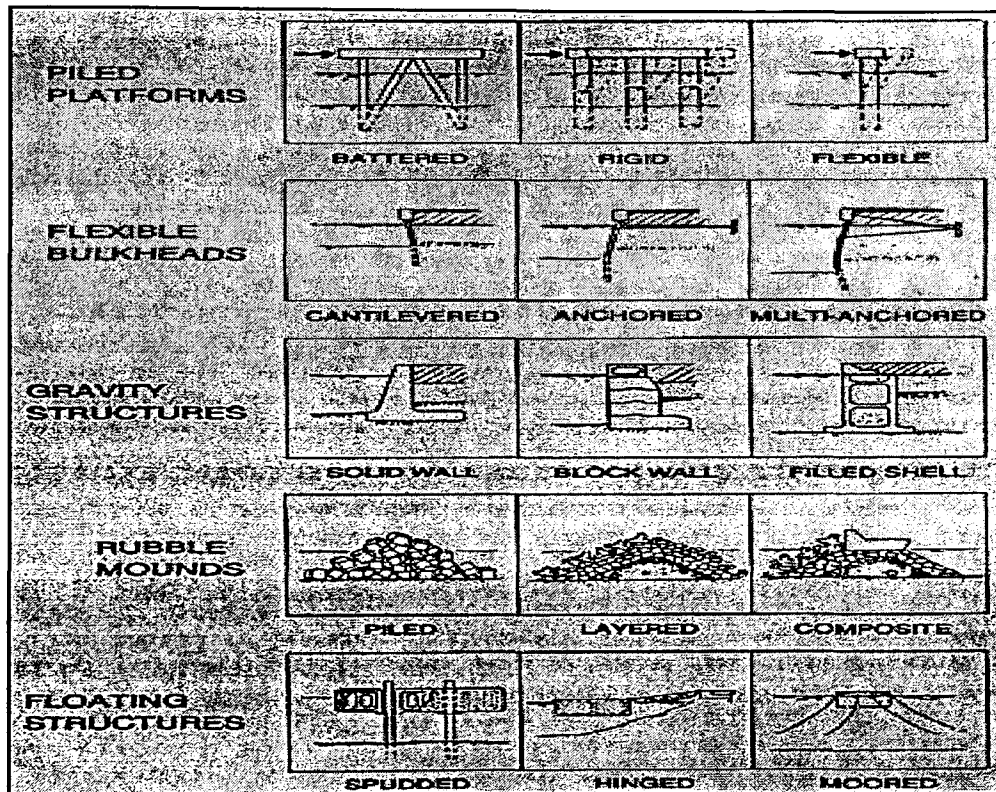 PILED
PLATFORMS
BATTERED RIGID FLEXIBLE
FLEXIBLE
BULKHEADS
CANTILEVERED ANCHORED MULTI-ANCHORED
GRAVITY
STRUCTURES
SOLID WALL BLOCK WALL FILLED SHELL
RUBBLE
MOUNDS
PILED LAYERED COMPOSITE
FLOATING
STRUCTURES
SPUDDED HINGED MOORED